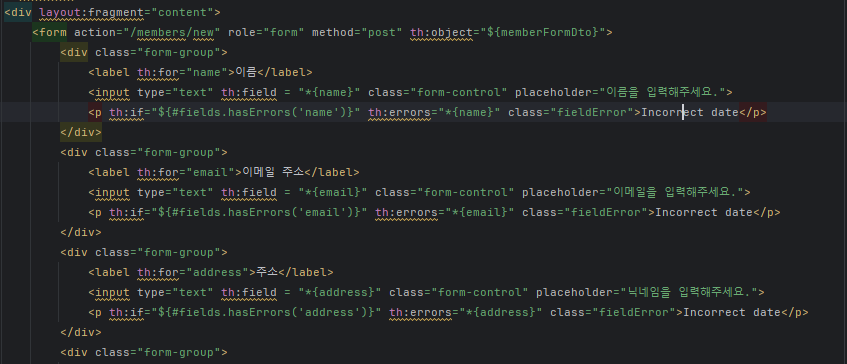 <div layout:fragment="content">
<form action="/members/new" role="form" method="post" th:object="${memberFormDto}">
<div class="form-group">
<label th:for="name">이름</label>
<input type="text" th:field = "*{name}" class="form-control" placeholder="이름을 입력해주세요.">
<p th:if="${#fields.hasErrors('name')}" th:errors="*{name}" class="fieldError">Incorrect date</p>
</div>
<div class="form-group">
<label th:for="email">이메일 주소</label>
<input type="text" th:field = "*{email}" class="form-control" placeholder="이메일을 입력해주세요.">
<p th:if="${#fields.hasErrors('email')}" th:errors="*{email}" class="fieldError">Incorrect date</p>
</div>
<div class="form-group">
<label th:for="address">주소</label>
<input type="text" th:field = "*{address}" class="form-control" placeholder="닉네임을 입력해주세요.">
<p th:if="${#fields.hasErrors('address')}" th:errors="*{address}" class="fieldError">Incorrect date</p>
</div>
<div class="form-group">